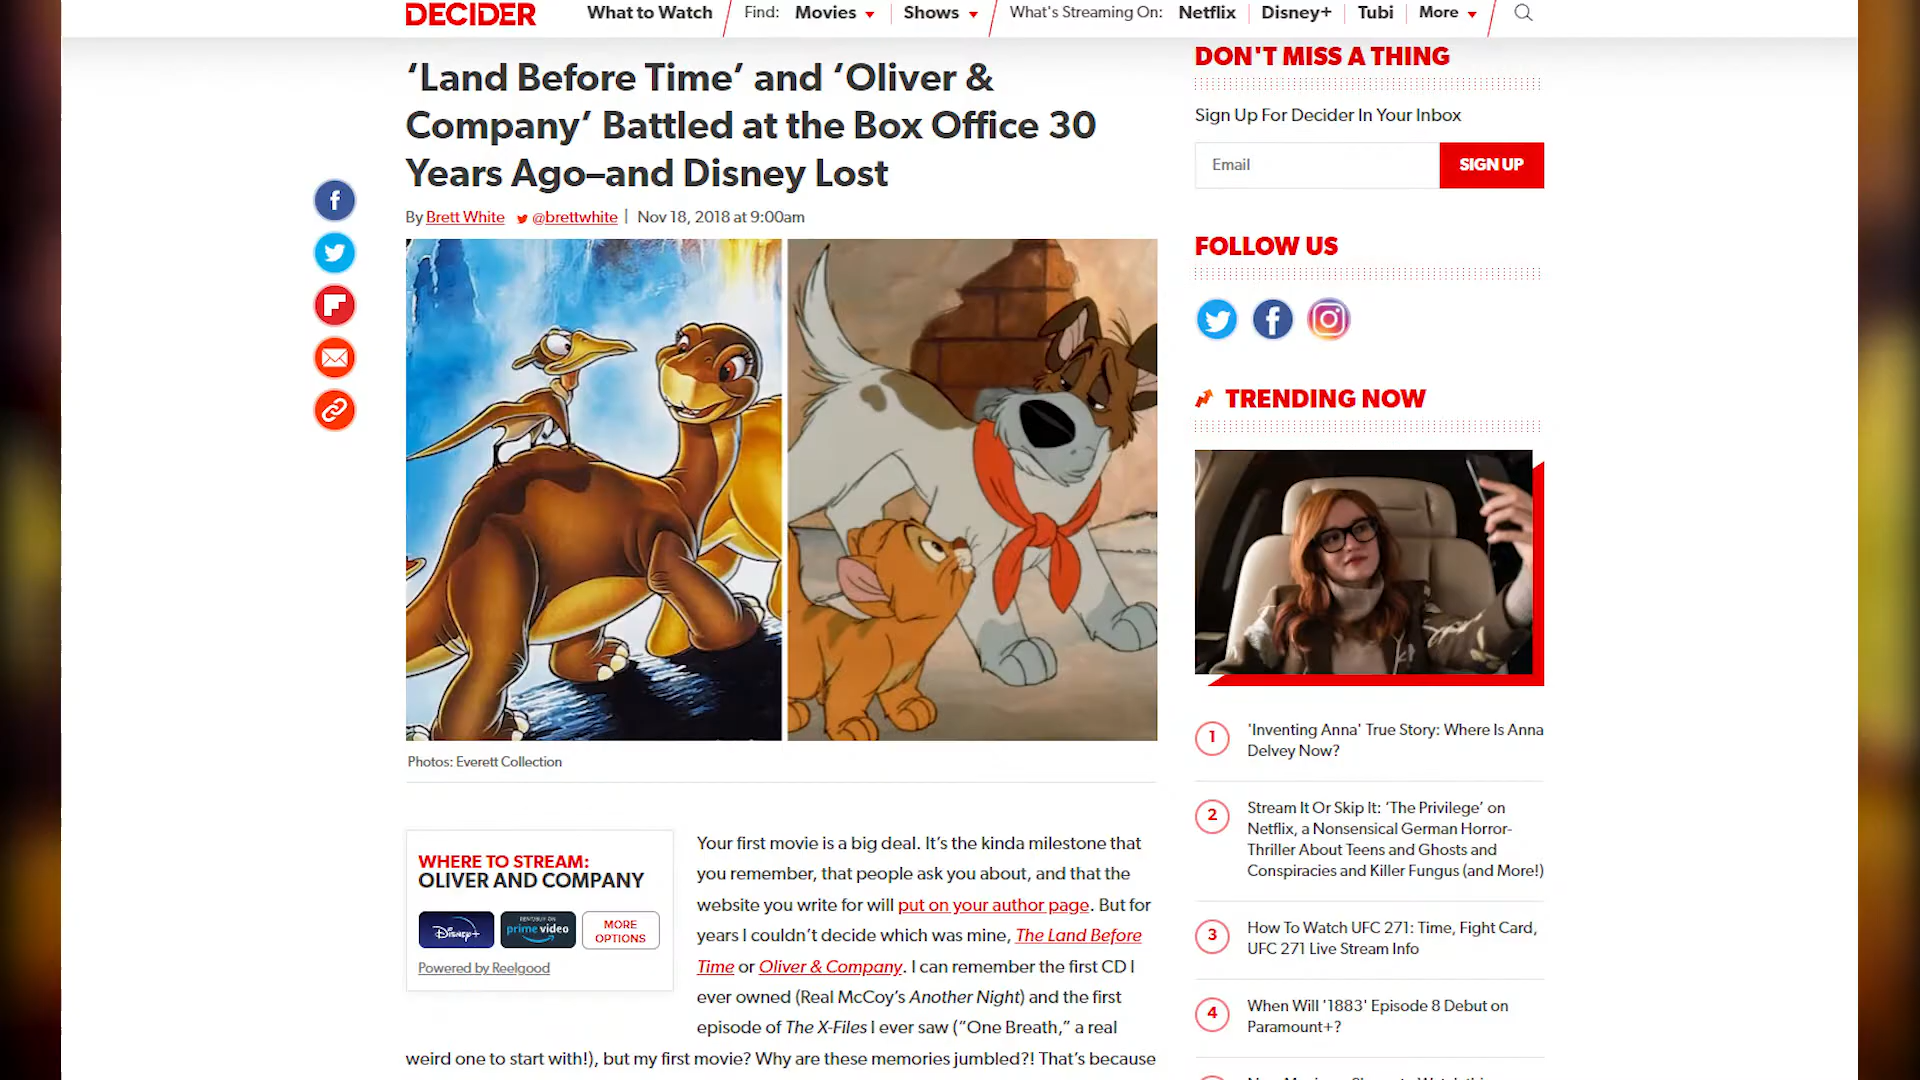 DECIDER
What to Watch
Find:
Movies
Shows
What's Streaming On:
Netflix
Disney+
Tubi
More
‘Land Before Time’ and ‘Oliver &
Company’ Battled at the Box Office 30
Years Ago–and Disney Lost
By Brett White @brettwhite | Nov 18, 2018 at 9:00am
Photos: Everett Collection
WHERE TO STREAM:
OLIVER AND COMPANY
Disney+
RENT/BUY ON
prime video
MORE
OPTIONS
Powered by Reelgood
Your first movie is a big deal. It’s the kinda milestone that
you remember, that people ask you about, and that the
website you write for will put on your author page. But for
years I couldn’t decide which was mine, The Land Before
Time or Oliver & Company. I can remember the first CD I
ever owned (Real McCoy’s Another Night) and the first
episode of The X-Files I ever saw (“One Breath,” a real
weird one to start with!), but my first movie? Why are these memories jumbled?! That’s because
DON'T MISS A THING
Sign Up For Decider In Your Inbox
Email
SIGN UP
FOLLOW US
TRENDING NOW
1
'Inventing Anna' True Story: Where Is Anna
Delvey Now?
2
Stream It Or Skip It: ‘The Privilege’ on
Netflix, a Nonsensical German Horror-
Thriller About Teens and Ghosts and
Conspiracies and Killer Fungus (and More!)
3
How To Watch UFC 271: Time, Fight Card,
UFC 271 Live Stream Info
4
When Will '1883' Episode 8 Debut on
Paramount+?